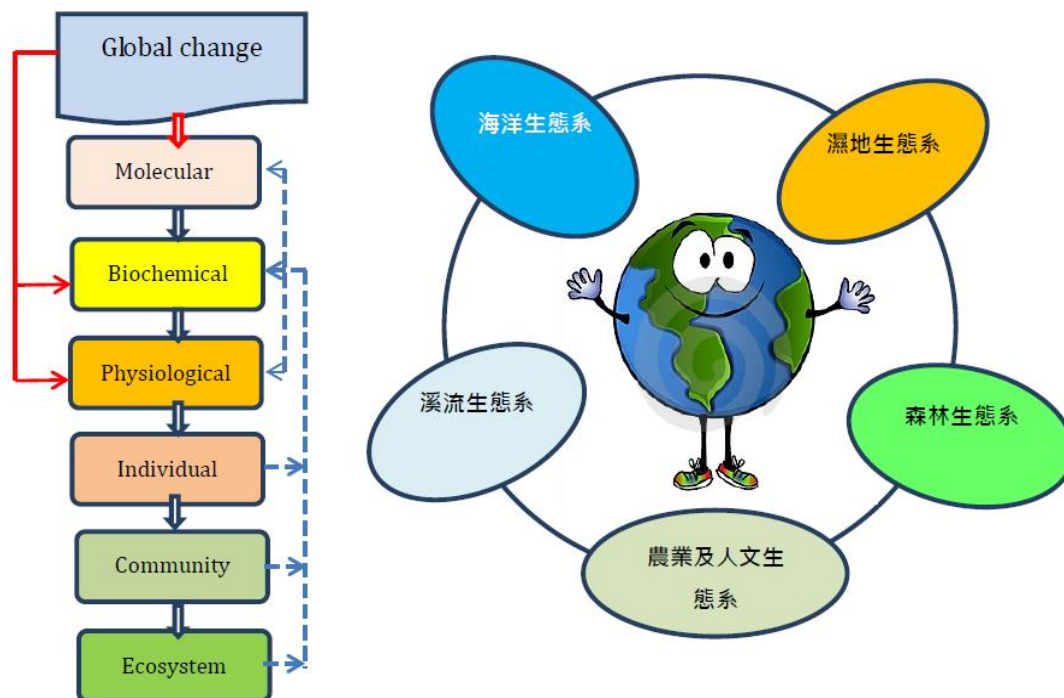 Global change
Molecular
Biochemical
Physiological
Individual
Community
Ecosystem
海洋生態系
濕地生態系
溪流生態系
森林生態系
農業及人文生
態系